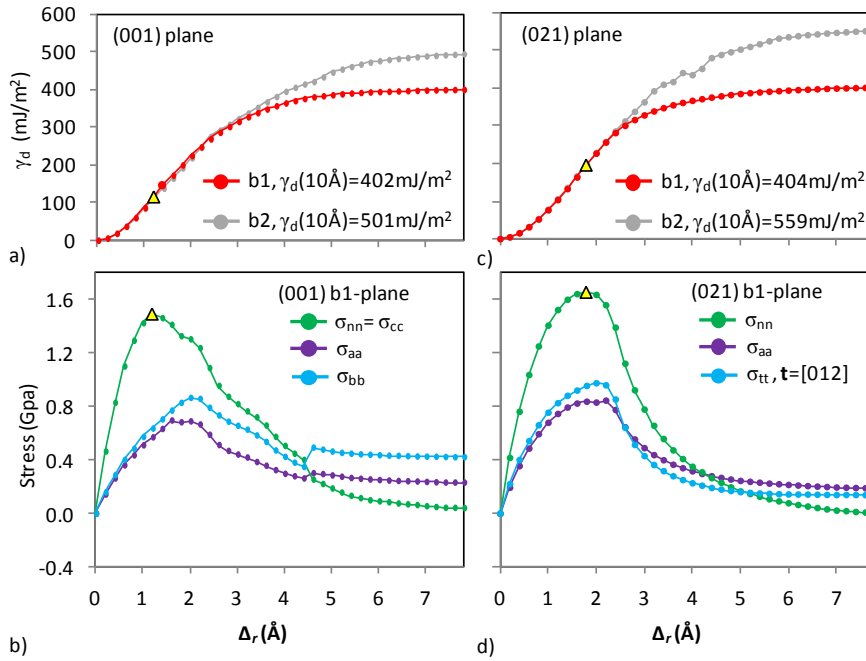 600
500
400
300
200
100
0
γd mJ/m²
(001) plane
b1, γd(10Å)=402mJ/m²
b2, γd(10Å)=501mJ/m²
a)
(021) plane
b1, γd(10Å)=404mJ/m²
b2, γd(10Å)=559mJ/m²
c)
1.6
1.2
0.8
0.4
0.0
-0.4
Stress (Gpa)
(001) b1-plane
σnn= σcc
σaa
σbb
0 1 2 3 4 5 6 7
Δr (Å)
b)
(021) b1-plane
σnn
σaa
σtt , t=[012]
0 1 2 3 4 5 6 7
Δr (Å)
d)